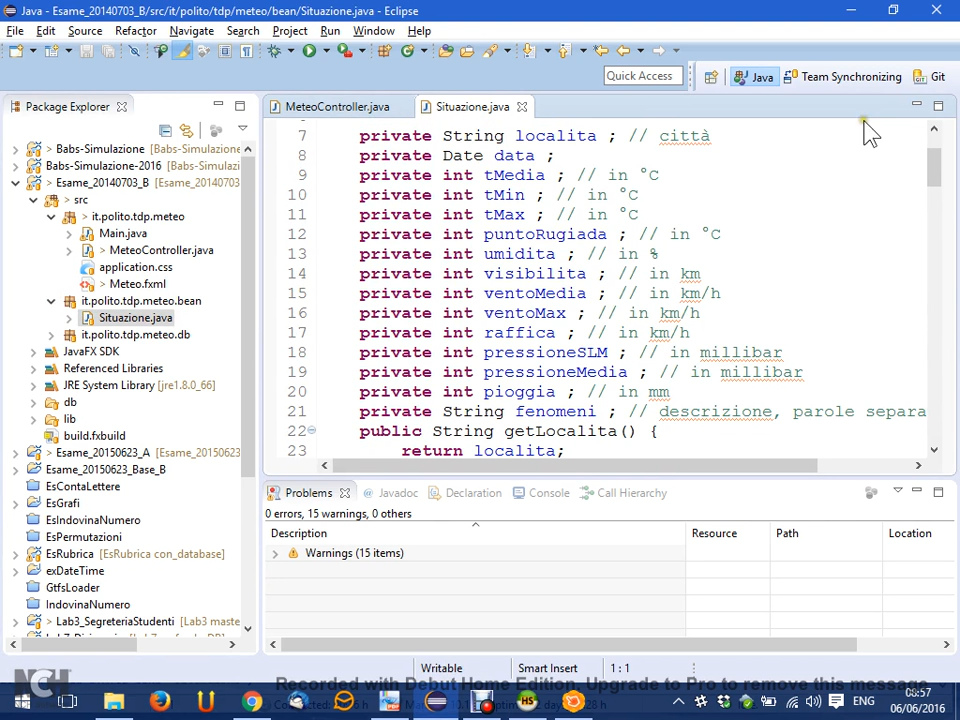 Java - Esame_20140703_B/src/it/polito/tdp/meteo/bean/Situazione.java - Eclipse
File Edit Source Refactor Navigate Search Project Run Window Help
Quick Access
Java
Team Synchronizing
Git
Package Explorer
> Babs-Simulazione [Babs-Simulazione
Babs-Simulazione-2016 [Babs-Simulazi
> Esame_20140703_B [Esame_20140703
> src
> it.polito.tdp.meteo
Main.java
> MeteoController.java
application.css
> Meteo.fxml
it.polito.tdp.meteo.bean
Situazione.java
it.polito.tdp.meteo.db
JavaFX SDK
Referenced Libraries
JRE System Library [jre1.8.0_66]
db
lib
build.fxbuild
> Esame_20150623_A [Esame_20150623
Esame_20150623_Base_B
EsContaLettere
EsGrafi
EsIndovinaNumero
EsPermutazioni
EsRubrica [EsRubrica con_database]
exDateTime
GtfsLoader
IndovinaNumero
> Lab3_SegreteriaStudenti [Lab3 master
MeteoController.java
Situazione.java
7 private String localita ; // città
8 private Date data ;
9 private int tMedia ; // in °C
10 private int tMin ; // in °C
11 private int tMax ; // in °C
12 private int puntoRugiada ; // in °C
13 private int umidita ; // in %
14 private int visibilita ; // in km
15 private int ventoMedia ; // in km/h
16 private int ventoMax ; // in km/h
17 private int raffica ; // in km/h
18 private int pressioneSLM ; // in millibar
19 private int pressioneMedia ; // in millibar
20 private int pioggia ; // in mm
21 private String fenomeni ; // descrizione, parole separa
22 public String getLocalita() {
23 return localita;
Problems @ Javadoc Declaration Console Call Hierarchy
0 errors, 15 warnings, 0 others
Description Resource Path Location
Warnings (15 items)
Writable Smart Insert 1 : 1
NCH
Recorded with Debut Home Edition. Upgrade to Pro to remove this message
ENG
08:57
06/06/2016